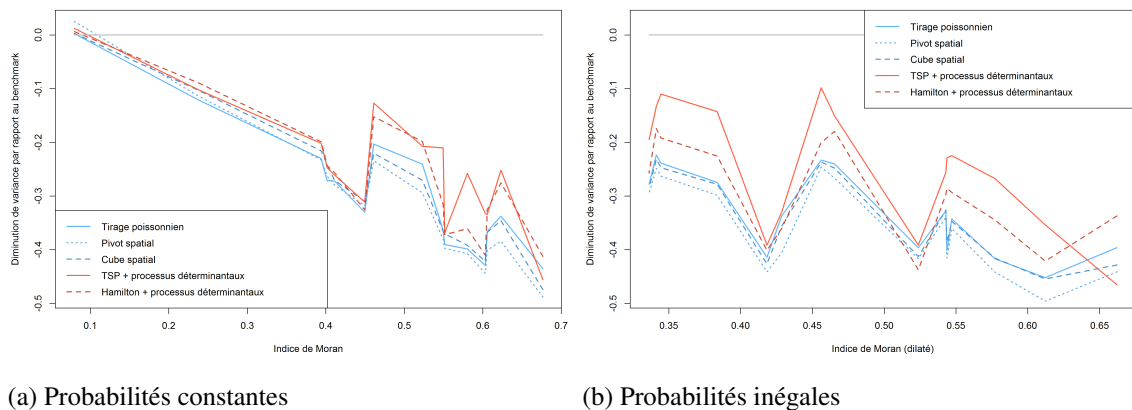 Diminution de variance par rapport au benchmark
0.0
-0.1
-0.2
-0.3
-0.4
-0.5
Tirage poissonnien
Pivot spatial
Cube spatial
TSP + processus déterminantaux
Hamilton + processus déterminantaux
0.1 0.2 0.3 0.4 0.5 0.6 0.7
Indice de Moran
(a) Probabilités constantes
Diminution de variance par rapport au benchmark
0.0
-0.1
-0.2
-0.3
-0.4
-0.5
Tirage poissonnien
Pivot spatial
Cube spatial
TSP + processus déterminantaux
Hamilton + processus déterminantaux
0.35 0.40 0.45 0.50 0.55 0.60 0.65
Indice de Moran (dilaté)
(b) Probabilités inégales